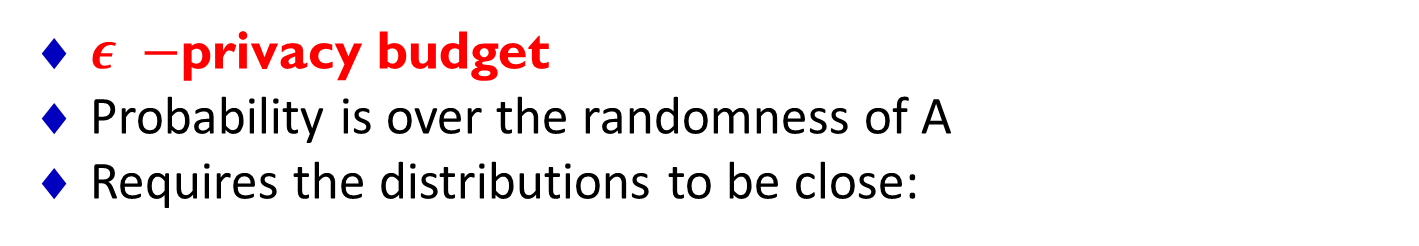 ♦ ϵ −privacy budget
♦ Probability is over the randomness of A
♦ Requires the distributions to be close: